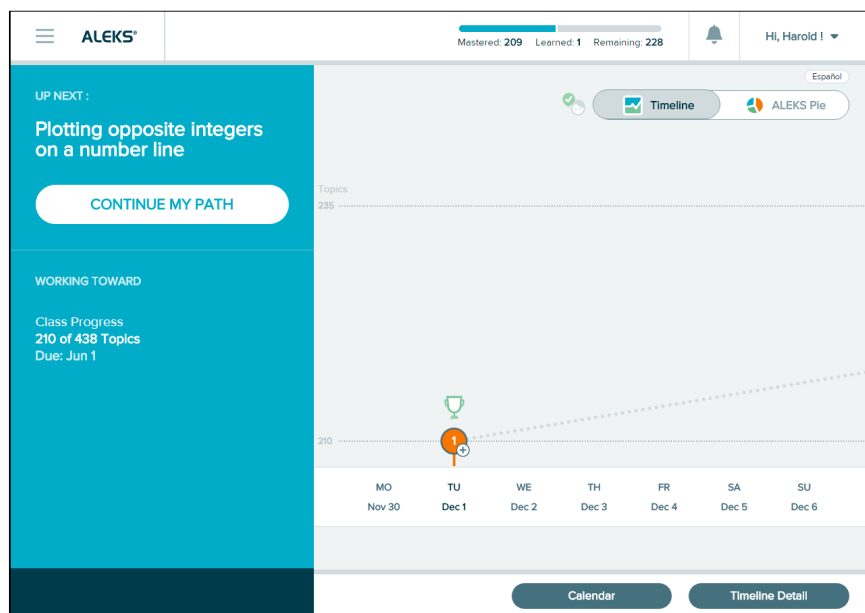 ALEKS®
Mastered: 209 Learned: 1 Remaining: 228
Hi, Harold !
Español
UP NEXT :
Plotting opposite integers
on a number line
CONTINUE MY PATH
Timeline
ALEKS Pie
Topics
235
WORKING TOWARD
Class Progress
210 of 438 Topics
Due: Jun 1
210
1
MO TU WE TH FR SA SU
Nov 30 Dec 1 Dec 2 Dec 3 Dec 4 Dec 5 Dec 6
Calendar
Timeline Detail